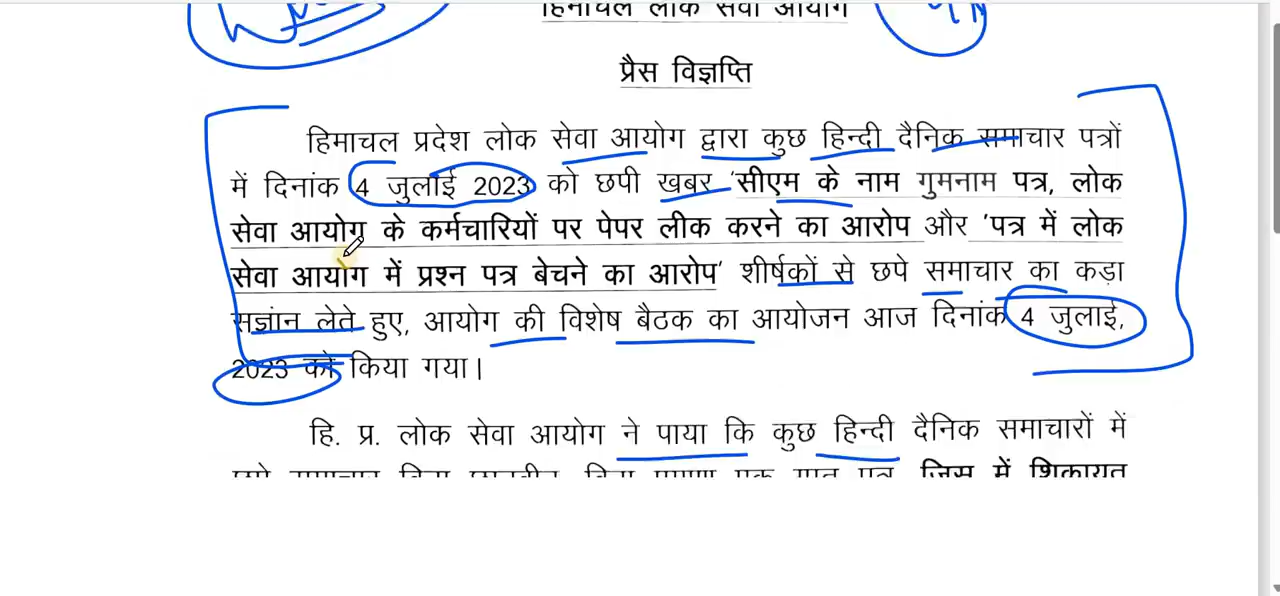 हिमाचल लोक सेवा आयोग
प्रैस विज्ञप्ति
हिमाचल प्रदेश लोक सेवा आयोग द्वारा कुछ हिन्दी दैनिक समाचार पत्रों
में दिनांक 4 जुलाई 2023 को छपी खबर 'सीएम के नाम गुमनाम पत्र, लोक
सेवा आयोग के कर्मचारियों पर पेपर लीक करने का आरोप और 'पत्र में लोक
सेवा आयोग में प्रश्न पत्र बेचने का आरोप' शीर्षकों से छपे समाचार का कड़ा
सज्ञांन लेते हुए, आयोग की विशेष बैठक का आयोजन आज दिनांक 4 जुलाई,
2023 को किया गया।
हि. प्र. लोक सेवा आयोग ने पाया कि कुछ हिन्दी दैनिक समाचारों में
जिस में शिकायत